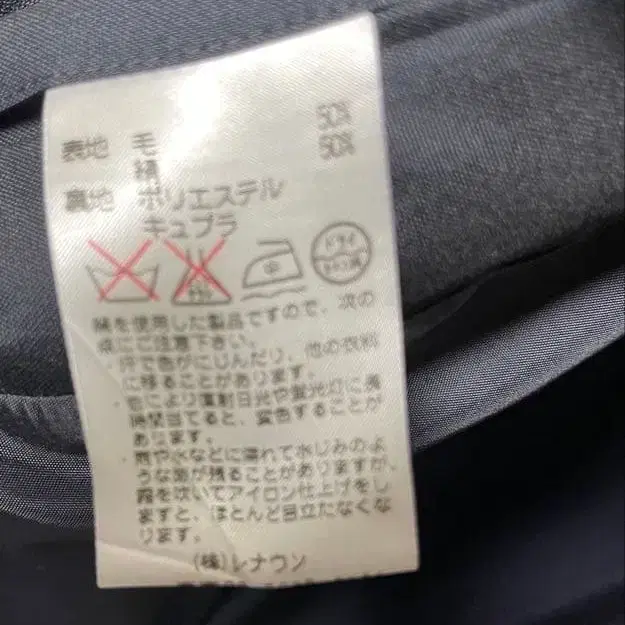 表地 毛 50%
絹 50%
裏地 ポリエステル
キュプラ
ドライ
絹を使用した製品ですので、次の
点にご注意下さい。
・汗で色がにじんだり、他の衣料
に移ることがあります。
・色により直射日光や蛍光灯に長
時間当てると、変色することが
あります。
・雨や水などに濡れて水じみのよ
うな跡が残ることがありますが、
霧を吹いてアイロン仕上げをし
ますと、ほとんど目立たなくな
ります。
(株)レナウン